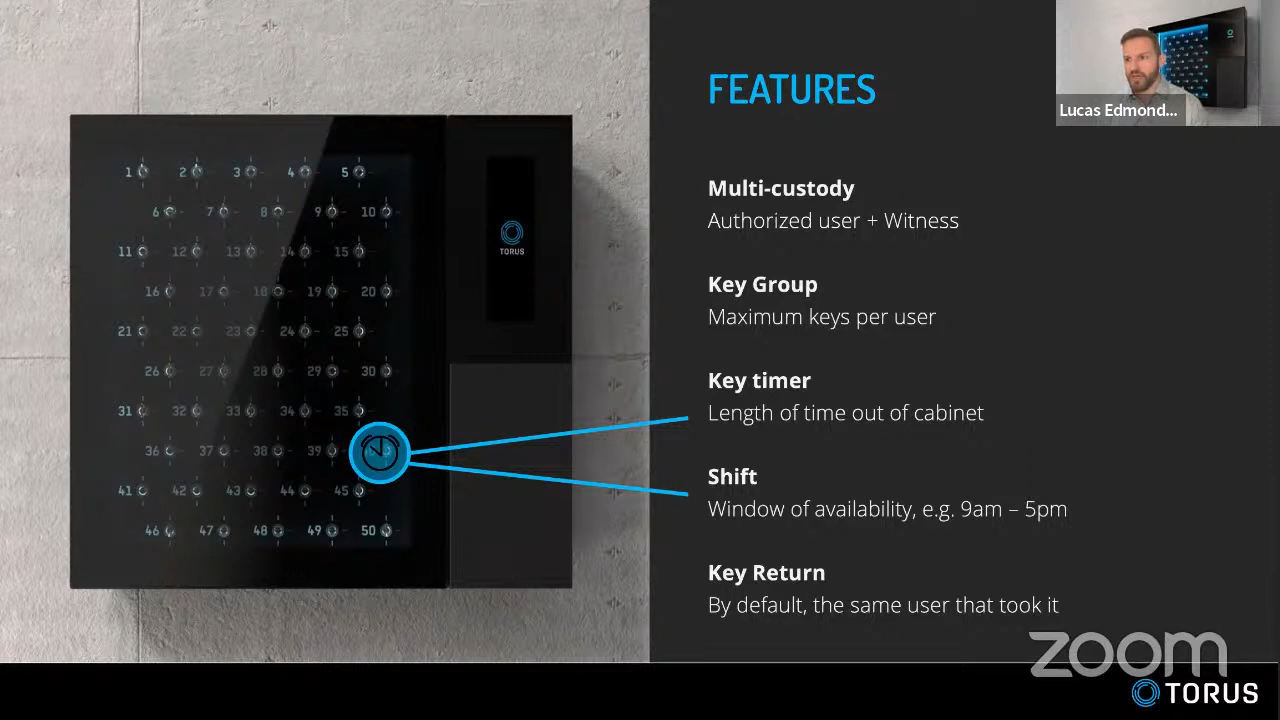 FEATURES
Lucas Edmond...
Multi-custody
Authorized user + Witness
Key Group
Maximum keys per user
Key timer
Length of time out of cabinet
Shift
Window of availability, e.g. 9am – 5pm
Key Return
By default, the same user that took it
1 2 3 4 5
6 7 8 9 10
11 12 13 14 15
16 17 18 19 20
21 22 23 24 25
26 27 28 29 30
31 32 33 34 35
36 37 38 39
41 42 43 44 45
46 47 48 49 50
TORUS
zoom
TORUS